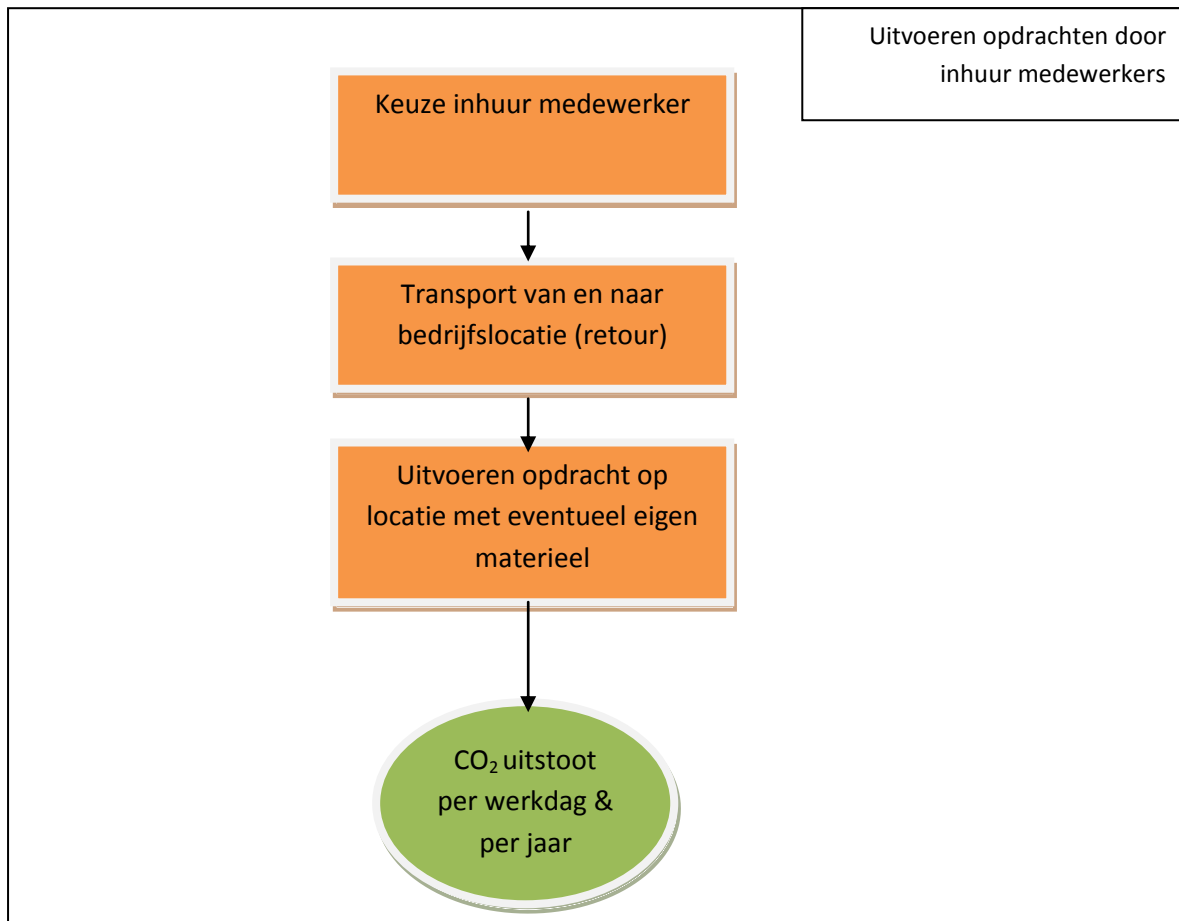 Uitvoeren opdrachten door
inhuur medewerkers
Keuze inhuur medewerker
Transport van en naar
bedrijfslocatie (retour)
Uitvoeren opdracht op
locatie met eventueel eigen
materieel
CO₂ uitstoot
per werkdag &
per jaar